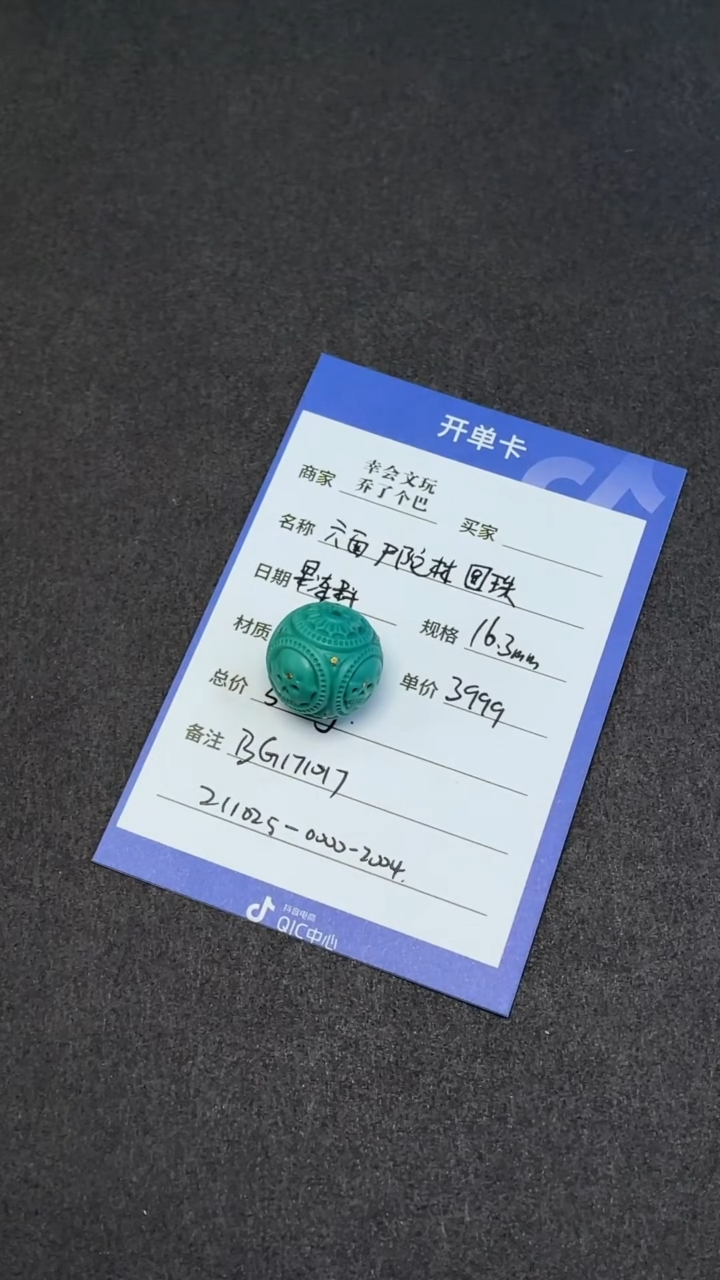 开单卡
商家 幸会文玩
乔了个巴 买家
名称 六面尸陀林圆珠
日期
材质 规格 16.3mm
总价 单价 3999
备注 BG171017
211025-0000-2004.
抖音电商
QIC中心